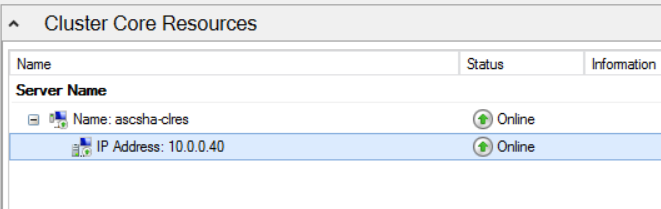 Cluster Core Resources
Name Status Information
Server Name
Name: ascsha-clres Online
IP Address: 10.0.0.40 Online